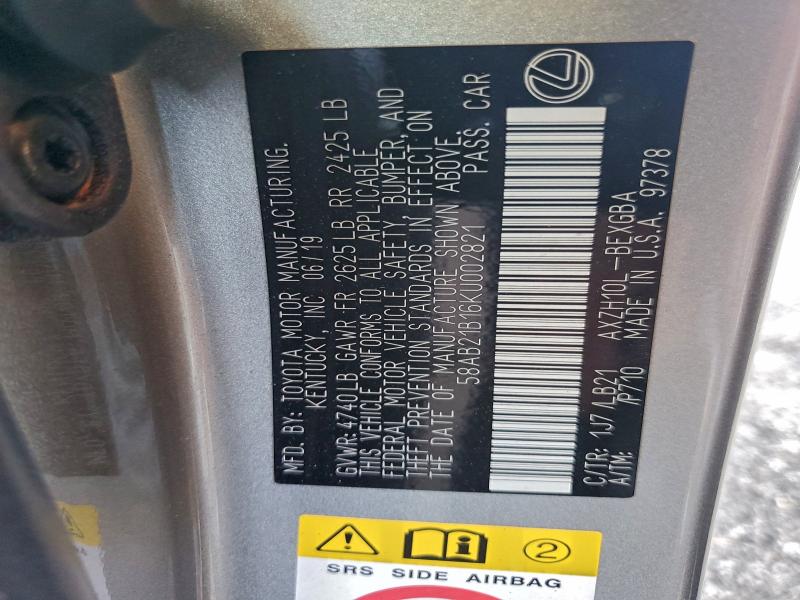 MFD. BY: TOYOTA MOTOR MANUFACTURING.
KENTUCKY, INC 06/19
GVWR: 4740LB GAWR FR 2625 LB RR 2425 LB
THIS VEHICLE CONFORMS TO ALL APPLICABLE
FEDERAL MOTOR VEHICLE SAFETY, BUMPER, AND
THEFT PREVENTION STANDARDS IN EFFECT ON
THE DATE OF MANUFACTURE SHOWN ABOVE.
58AB21B16KU002821 PASS. CAR
C/TR: 1J7/LB21 AXZH10L-BEXGBA
A/TM: /P710 MADE IN U.S.A. 97378
2
SRS SIDE AIRBAG